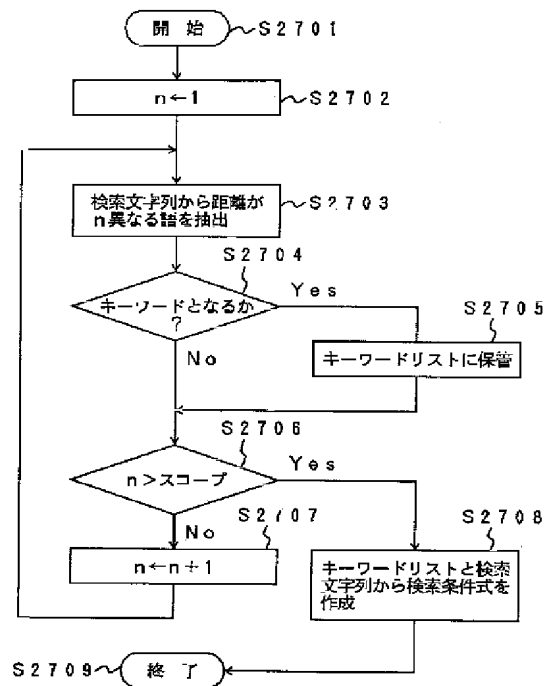 開 始
S2701
n←1
S2702
検索文字列から距離が
n異なる語を抽出
S2703
S2704
キーワードとなるか
?
Yes
No
S2705
キーワードリストに保管
S2706
n>スコープ
Yes
No
S2707
n←n+1
S2708
キーワードリストと検索
文字列から検索条件式を
作成
S2709
終 了